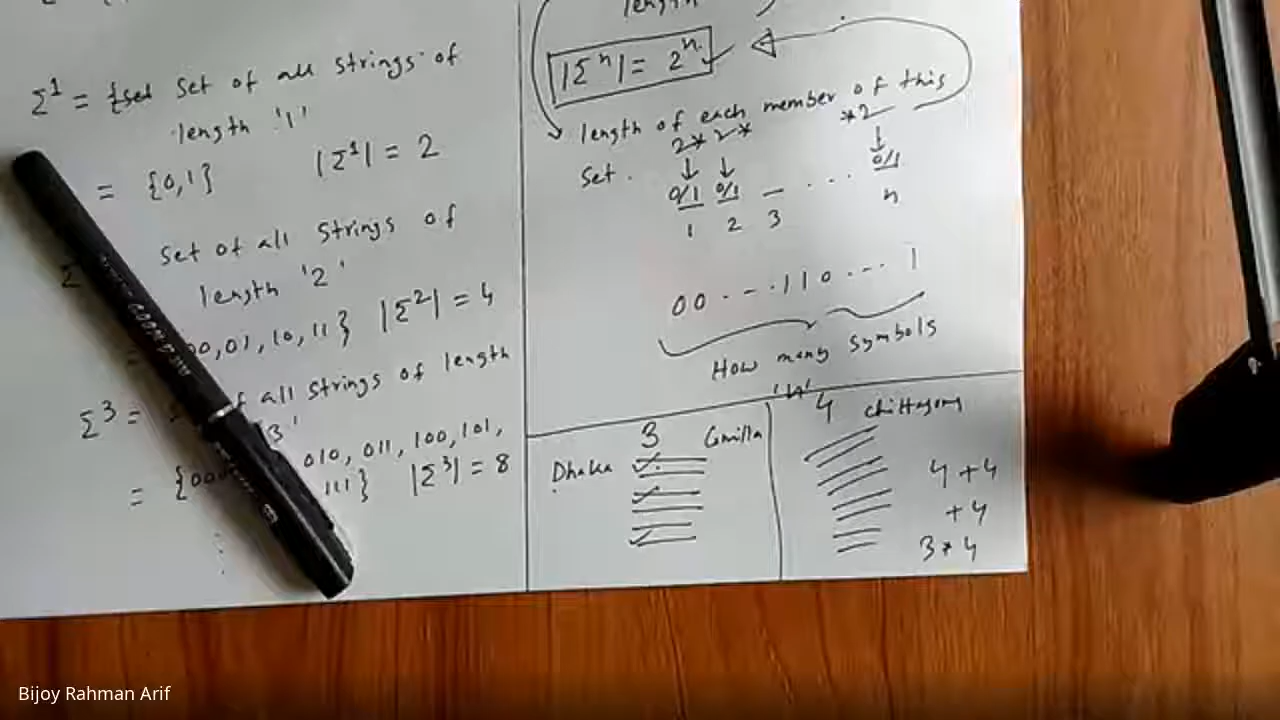 Σ¹ = {set Set of all strings of
length '1'
= {0,1} |Σ¹| = 2
Set of all strings of
length '2'
00,01,10,11} |Σ²| = 4
Σ³ = all strings of length
'3'
= {000 010, 011, 100, 101,
111} |Σ³| = 8
length
|Σⁿ| = 2ⁿ
length of each member of this
2* 2* *2
Set.
0/1 0/1 — ... 0/1
1 2 3 n
00..-.110...1
How many symbols
'n'
3
Dhaka Comilla
4 chittagong
4+4
+4
3*4
Bijoy Rahman Arif